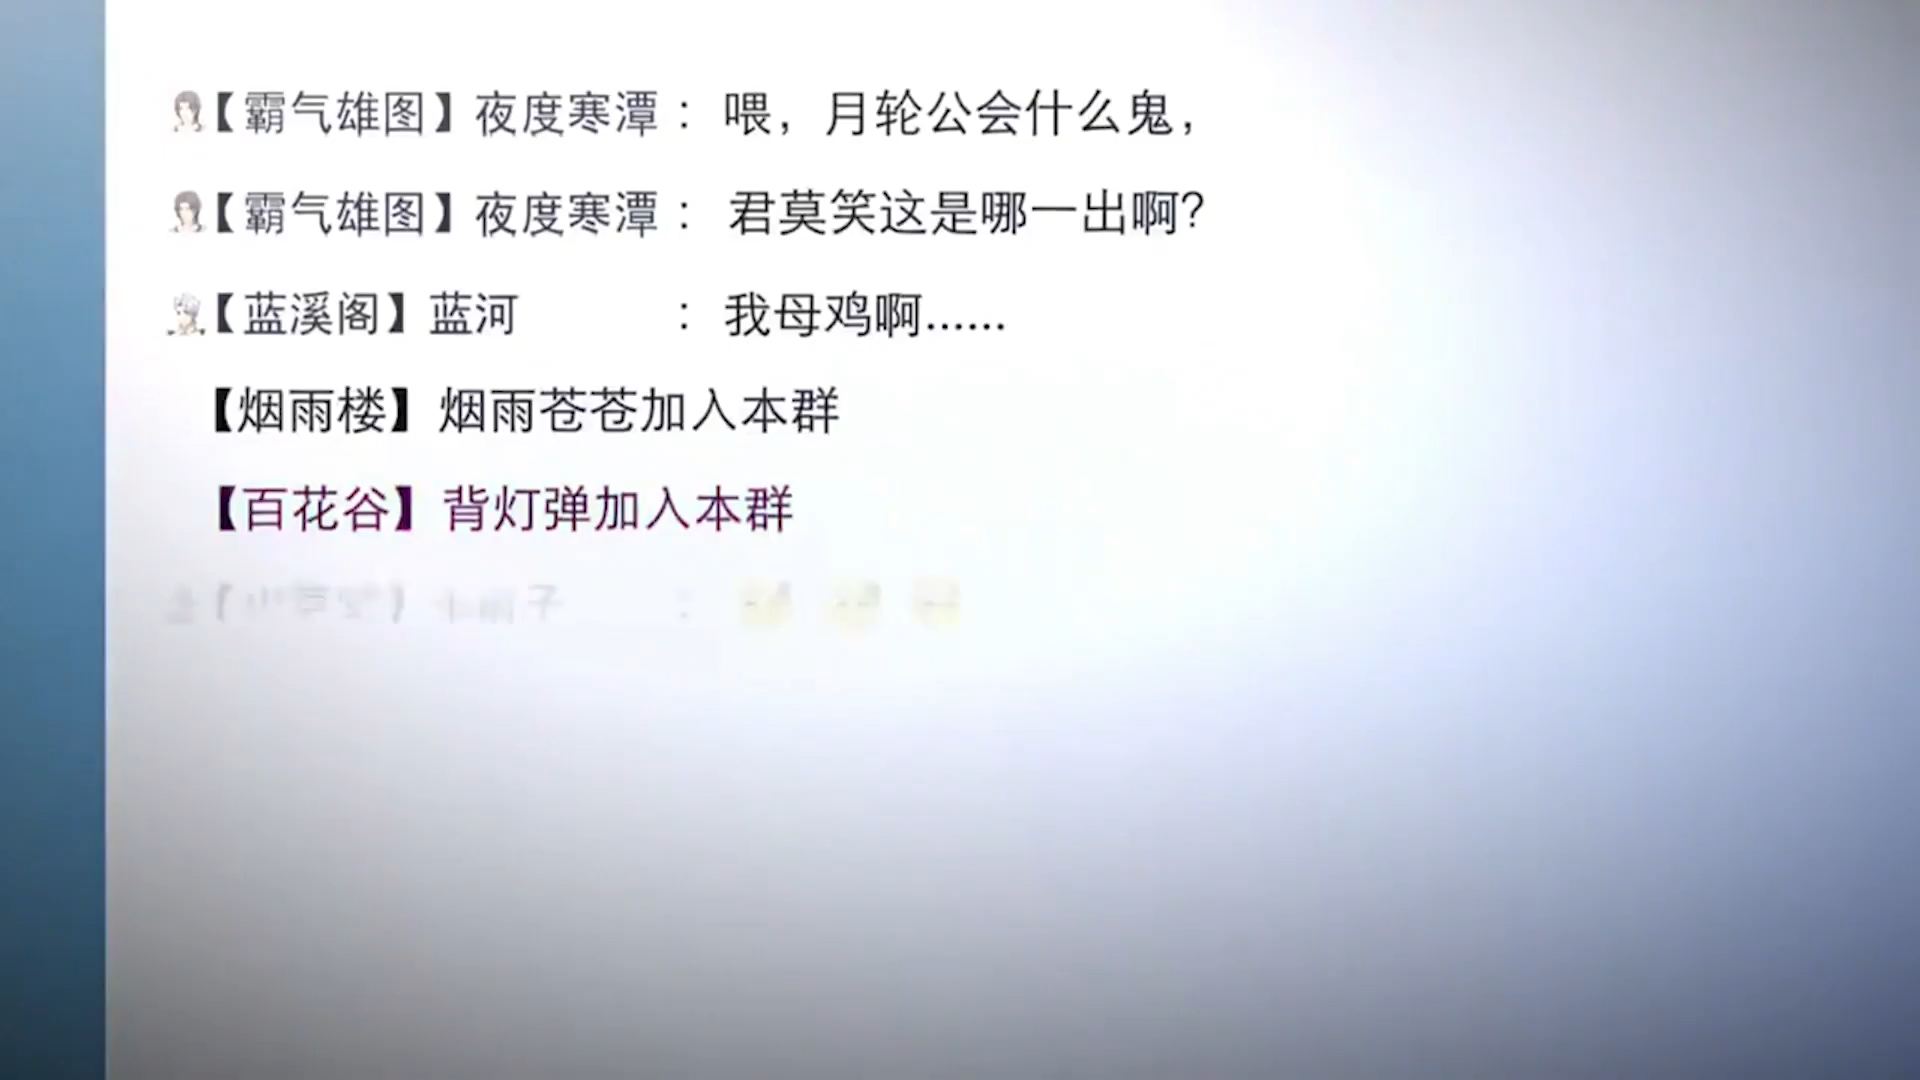 【霸气雄图】夜度寒潭：喂，月轮公会什么鬼，
【霸气雄图】夜度寒潭：君莫笑这是哪一出啊？
【蓝溪阁】蓝河：我母鸡啊……
【烟雨楼】烟雨苍苍加入本群
【百花谷】背灯弹加入本群